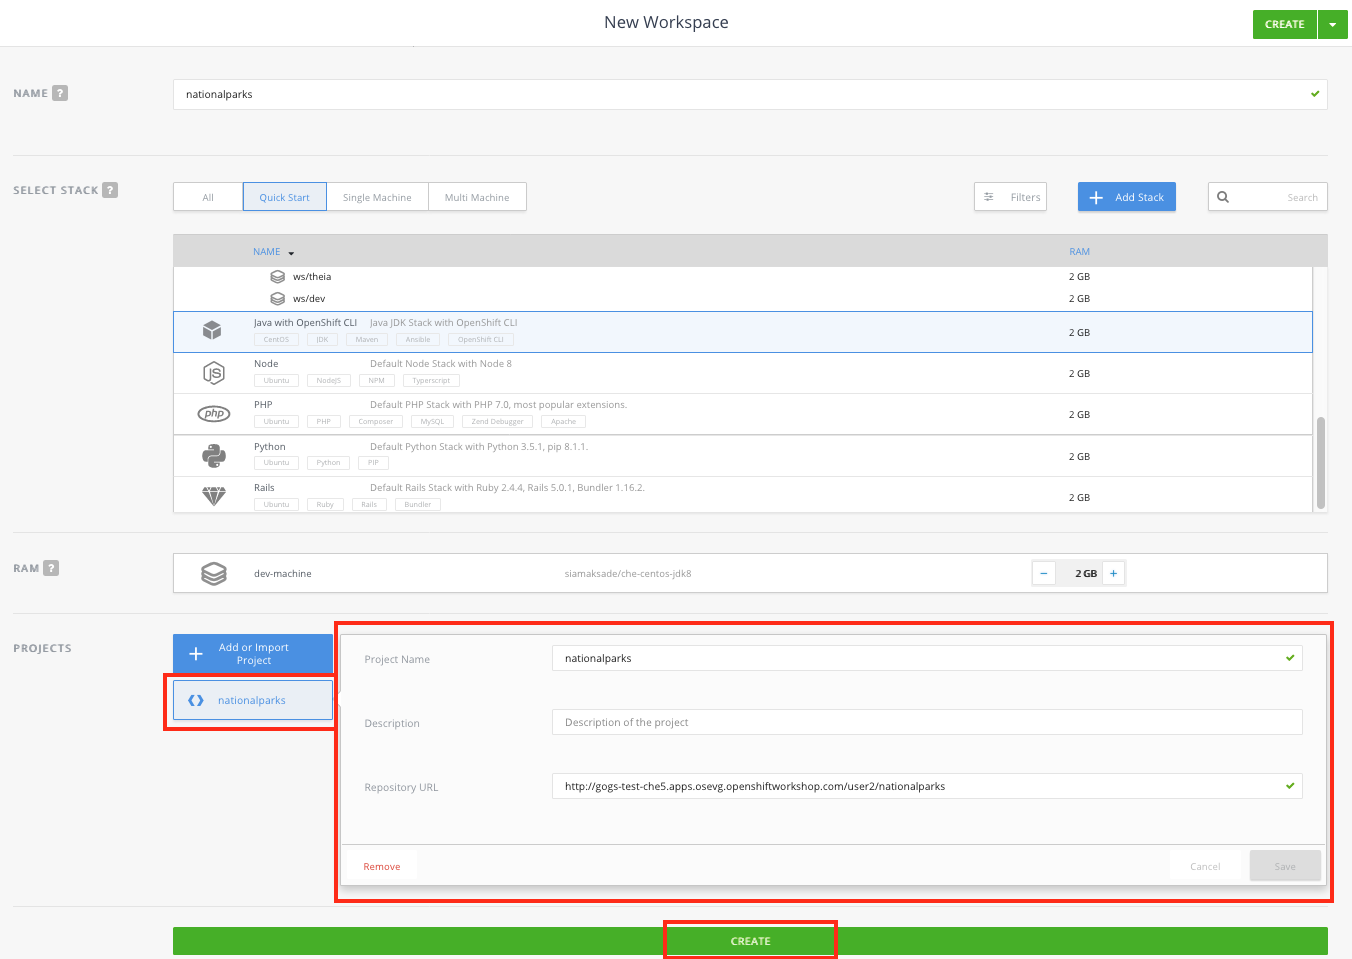 New Workspace
CREATE
NAME ?
nationalparks
SELECT STACK ?
All
Quick Start
Single Machine
Multi Machine
Filters
Add Stack
Search
NAME
RAM
ws/theia
2 GB
ws/dev
2 GB
Java with OpenShift CLI
Java JDK Stack with OpenShift CLI
2 GB
CentOS
JDK
Maven
Ansible
OpenShift CLI
Node
Default Node Stack with Node 8
2 GB
JS
Ubuntu
NodeJS
NPM
Typerscript
PHP
Default PHP Stack with PHP 7.0, most popular extensions.
2 GB
php
Ubuntu
PHP
Composer
MySQL
Zend Debugger
Apache
Python
Default Python Stack with Python 3.5.1, pip 8.1.1.
2 GB
Ubuntu
Python
PIP
Rails
Default Rails Stack with Ruby 2.4.4, Rails 5.0.1, Bundler 1.16.2.
2 GB
Ubuntu
Ruby
Rails
Bundler
RAM ?
dev-machine
siamaksade/che-centos-jdk8
− 2 GB +
PROJECTS
Add or Import
Project
nationalparks
Project Name
nationalparks
Description
Description of the project
Repository URL
http://gogs-test-che5.apps.osevg.openshiftworkshop.com/user2/nationalparks
Remove
Cancel
Save
CREATE